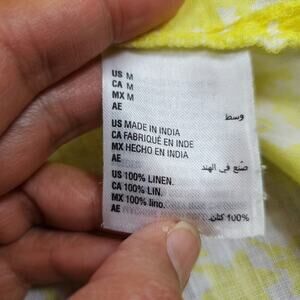 US M
CA M
MX M
AE
وسط
US MADE IN INDIA
CA FABRIQUÉ EN INDE
MX HECHO EN INDIA
AE
صنع في الهند
US 100% LINEN.
CA 100% LIN.
MX 100% lino.
AE
100% كتان.